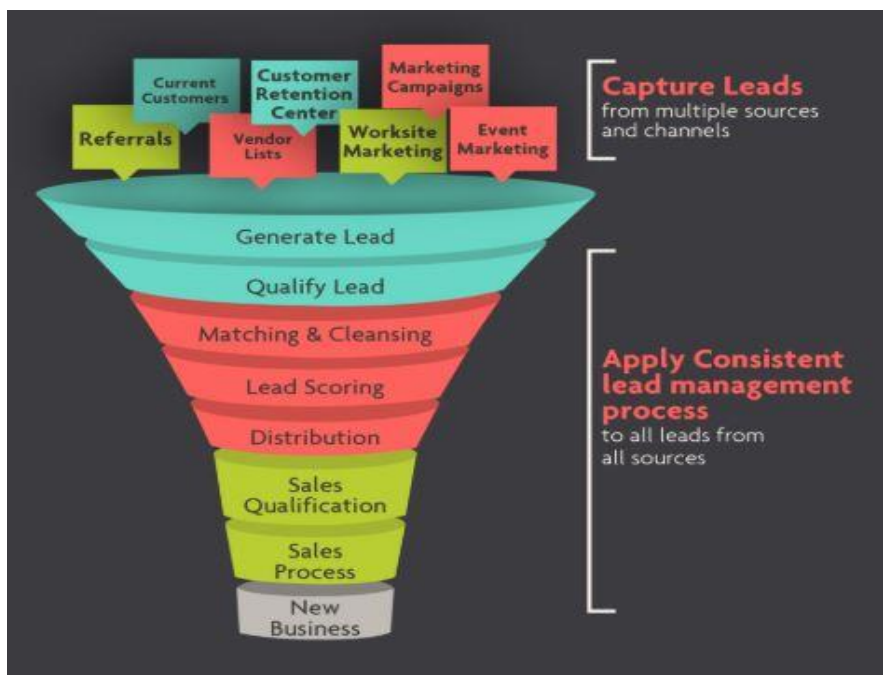 Current
Customers
Customer
Retention
Center
Marketing
Campaigns
Referrals
Vendor
Lists
Worksite
Marketing
Event
Marketing
Capture Leads
from multiple sources
and channels
Generate Lead
Qualify Lead
Matching & Cleansing
Lead Scoring
Distribution
Sales
Qualification
Sales
Process
New
Business
Apply Consistent
lead management
process
to all leads from
all sources